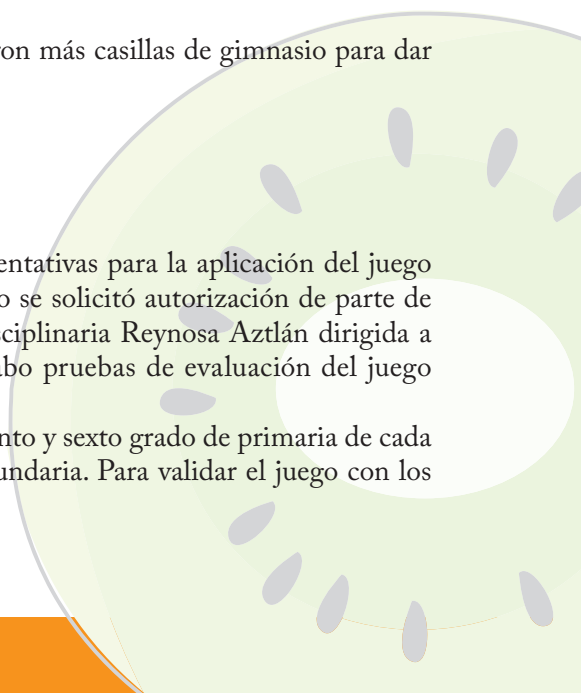 on más casillas de gimnasio para dar
entativas para la aplicación del juego
o se solicitó autorización de parte de
sciplinaria Reynosa Aztlán dirigida a
abo pruebas de evaluación del juego
nto y sexto grado de primaria de cada
undaria. Para validar el juego con los